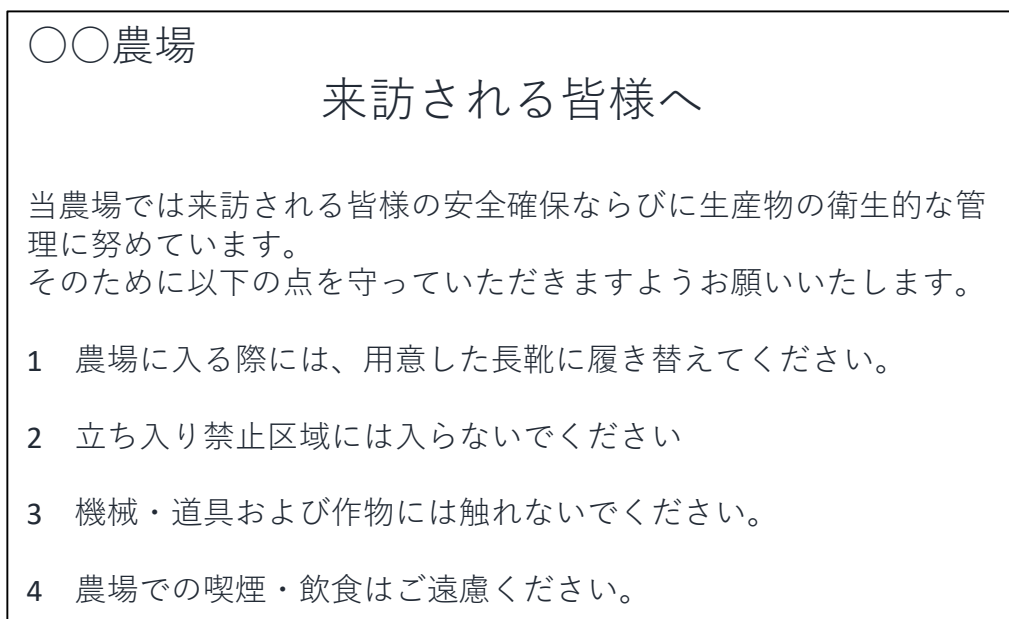 ○○農場
来訪される皆様へ
当農場では来訪される皆様の安全確保ならびに生産物の衛生的な管
理に努めています。
そのために以下の点を守っていただきますようお願いいたします。
1 農場に入る際には、用意した長靴に履き替えてください。
2 立ち入り禁止区域には入らないでください
3 機械・道具および作物には触れないでください。
4 農場での喫煙・飲食はご遠慮ください。